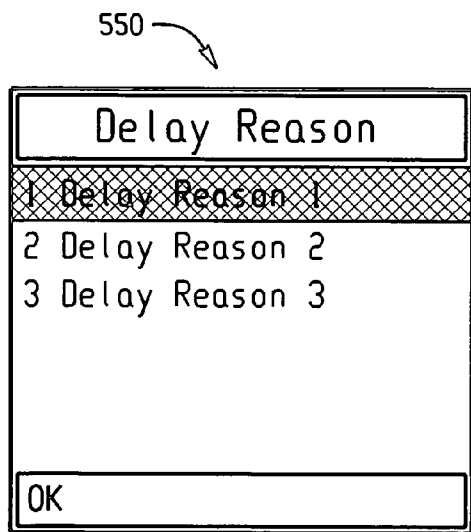 550
Delay Reason
1 Delay Reason 1
2 Delay Reason 2
3 Delay Reason 3
OK